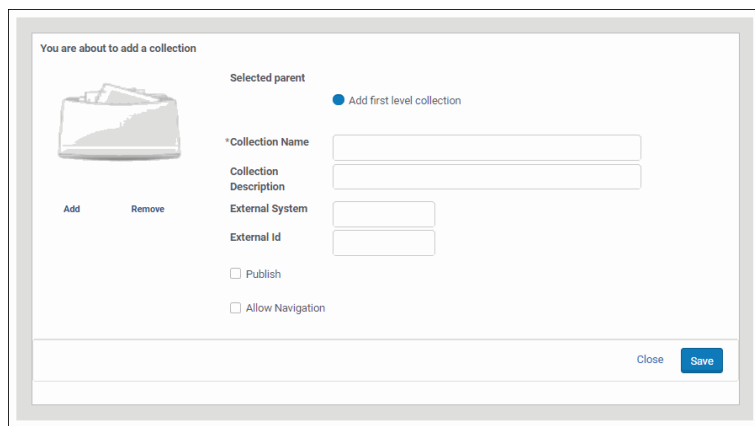 You are about to add a collection
Selected parent
Add first level collection
*Collection Name
Collection
Description
Add Remove
External System
External Id
Publish
Allow Navigation
Close Save